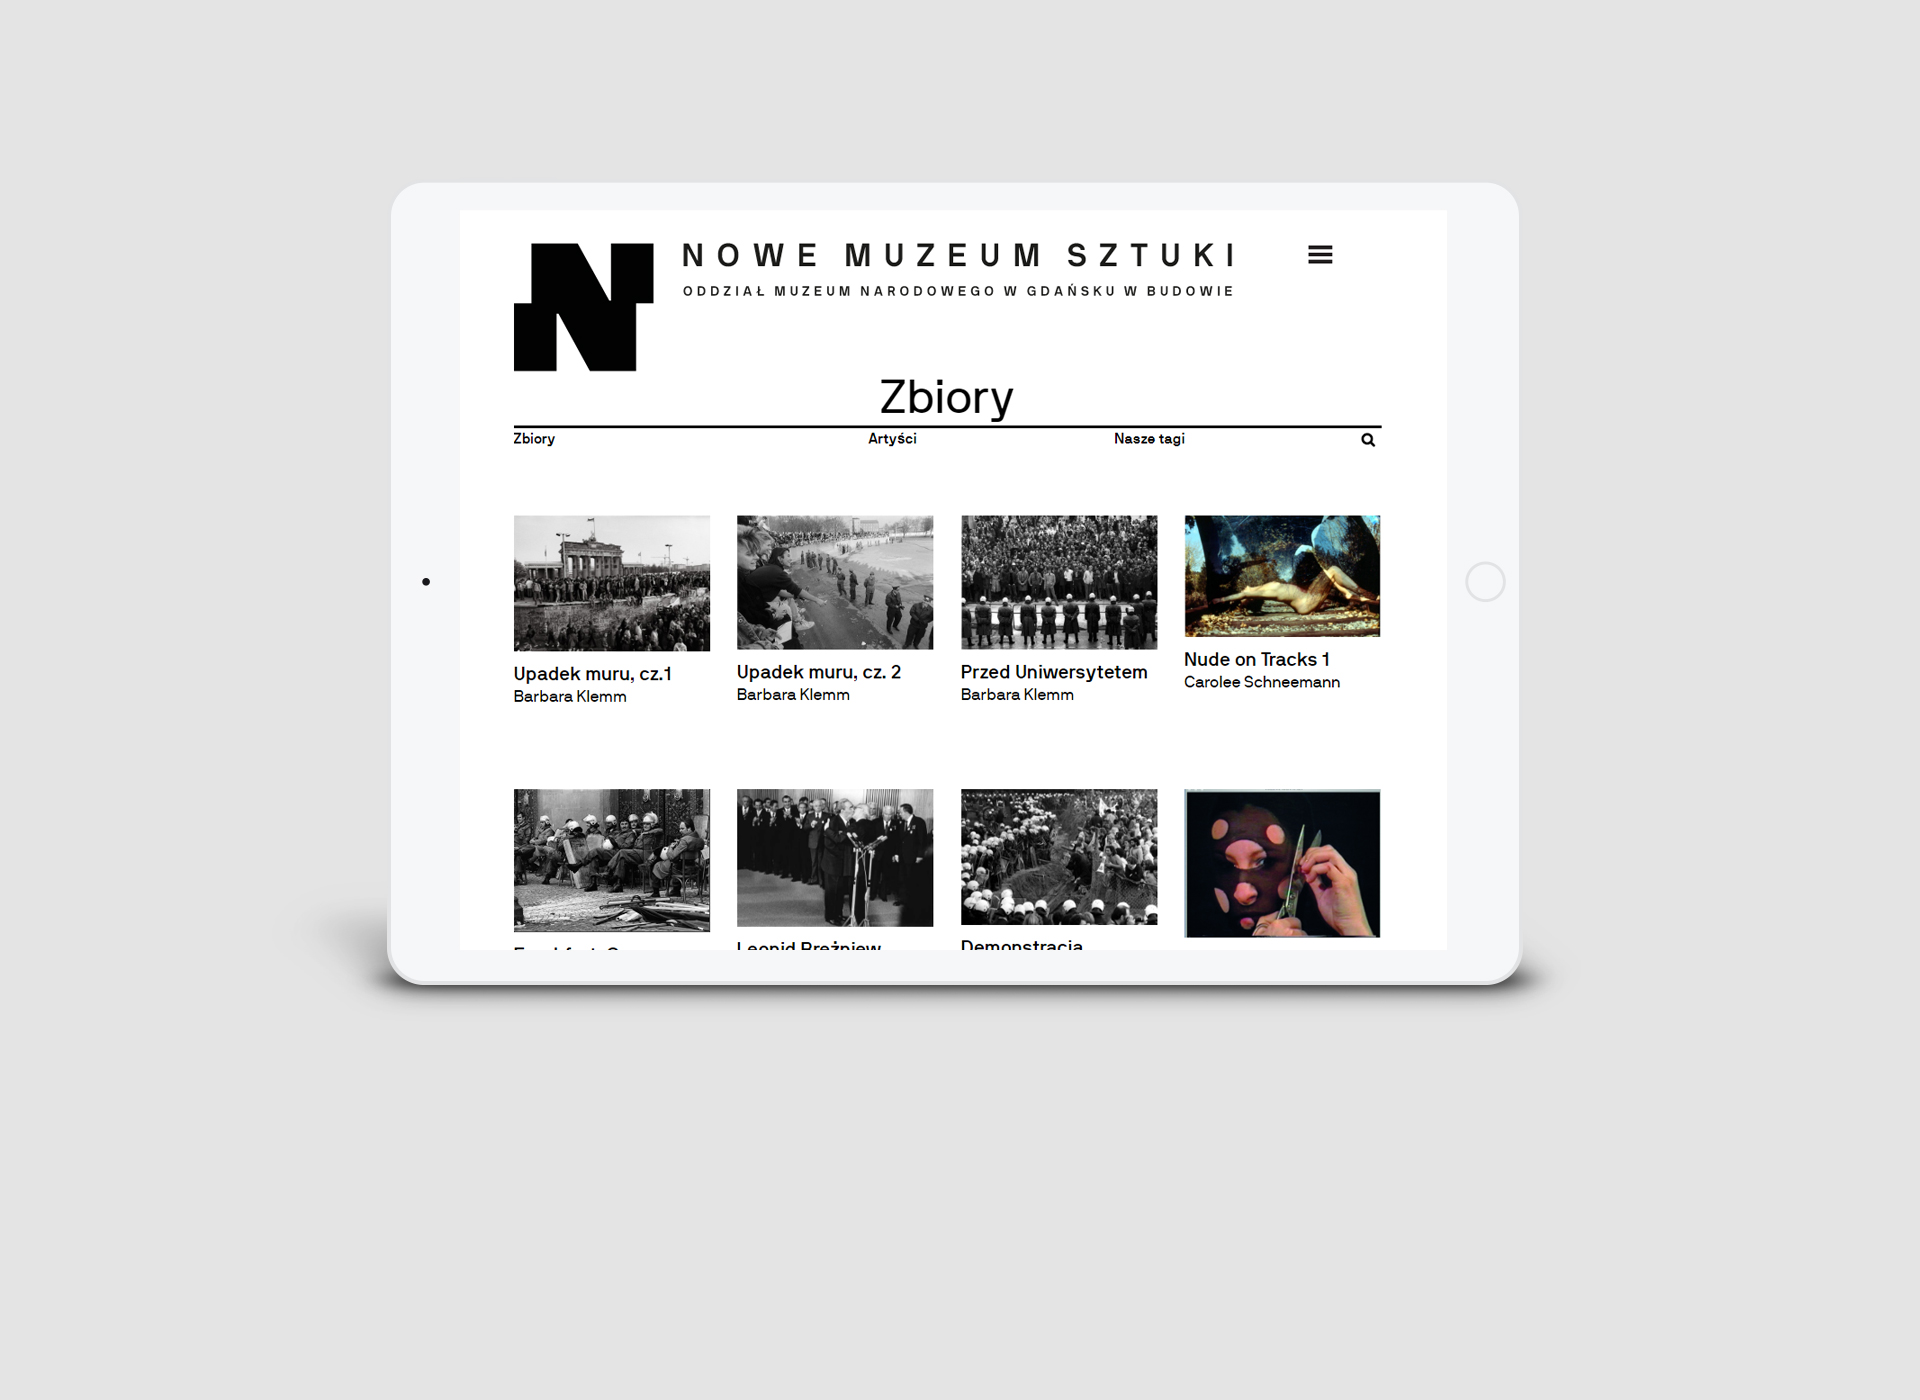 N
NOWE MUZEUM SZTUKI
ODDZIAŁ MUZEUM NARODOWEGO W GDAŃSKU W BUDOWIE
Zbiory
Zbiory Artyści Nasze tagi
Upadek muru, cz.1
Barbara Klemm
Upadek muru, cz. 2
Barbara Klemm
Przed Uniwersytetem
Barbara Klemm
Nude on Tracks 1
Carolee Schneemann
Leonid Breżniew
Demonstracja